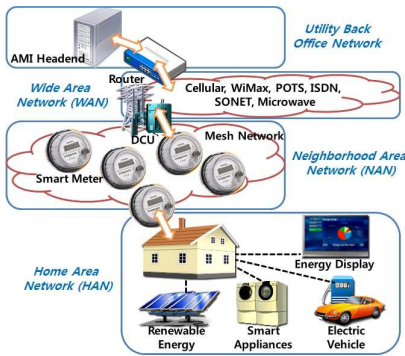 Utility Back
Office Network
AMI Headend
Router
Wide Area
Network (WAN)
Cellular, WiMax, POTS, ISDN,
SONET, Microwave
DCU
Mesh Network
Smart Meter
Neighborhood Area
Network (NAN)
Home Area
Network (HAN)
Energy Display
Renewable
Energy
Smart
Appliances
Electric
Vehicle